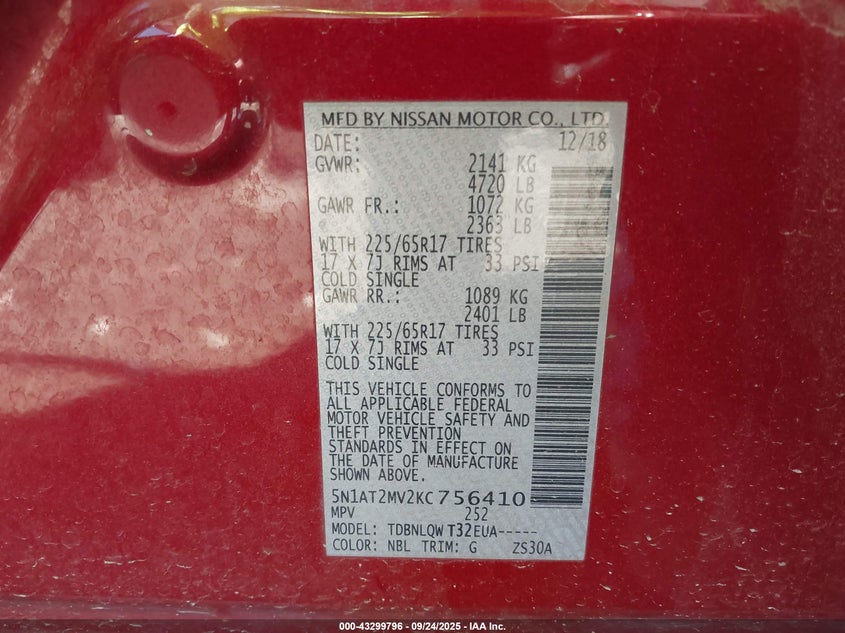 MFD BY NISSAN MOTOR CO., LTD.
DATE: 12/18
GVWR: 2141 KG
4720 LB
GAWR FR.: 1072 KG
2363 LB
WITH 225/65R17 TIRES
17 X 7J RIMS AT 33 PSI
COLD SINGLE
GAWR RR.: 1089 KG
2401 LB
WITH 225/65R17 TIRES
17 X 7J RIMS AT 33 PSI
COLD SINGLE
THIS VEHICLE CONFORMS TO
ALL APPLICABLE FEDERAL
MOTOR VEHICLE SAFETY AND
THEFT PREVENTION
STANDARDS IN EFFECT ON
THE DATE OF MANUFACTURE
SHOWN ABOVE.
5N1AT2MV2KC756410
MPV 252
MODEL: TDBNLQW T32EUA-----
COLOR: NBL TRIM: G ZS30A
000-43299796 - 09/24/2025 - IAA Inc.